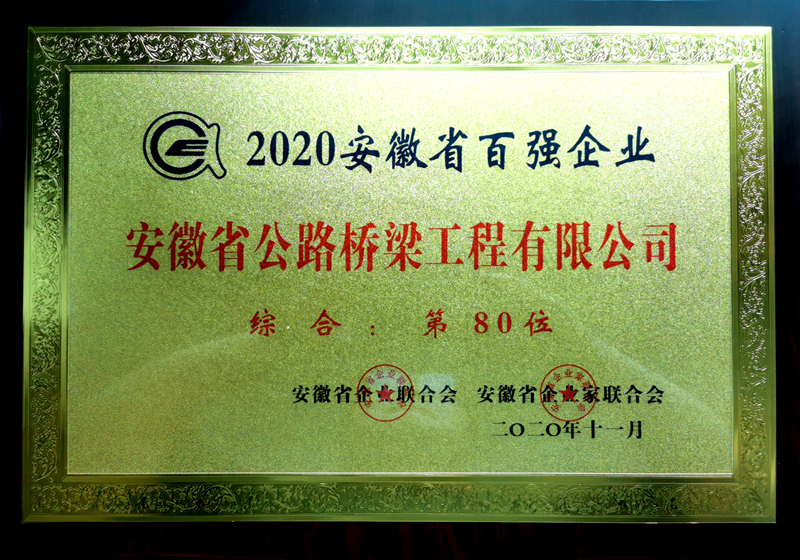 2020安徽省百强企业
安徽省公路桥梁工程有限公司
综合：第80位
安徽省企业联合会 安徽省企业家联合会
二〇二〇年十一月